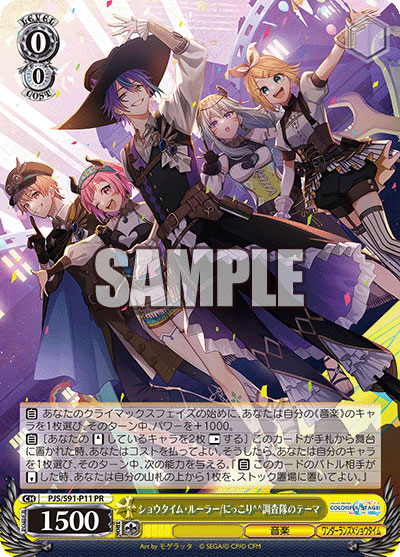 LEVEL
0
0
COST
SAMPLE
自 あなたのクライマックスフェイズの始めに、あなたは自分の《音楽》のキャラを1枚選び、そのターン中、パワーを+1000。
自 [あなたの しているキャラを2枚 する] このカードが手札から舞台に置かれた時、あなたはコストを払ってよい。そうしたら、あなたは自分のキャラを1枚選び、そのターン中、次の能力を与える。『自 このカードのバトル相手が した時、あなたは自分の山札の上から1枚を、ストック置場に置いてよい。』
CH PJS/S91-P11 PR
ショウタイム・ルーラー/にっこり^^調査隊のテーマ
COLORFUL STAGE!
POWER
1500
音楽
ワンダーランズ×ショウタイム
Art by モゲラッタ © SEGA/© CP/© CFM